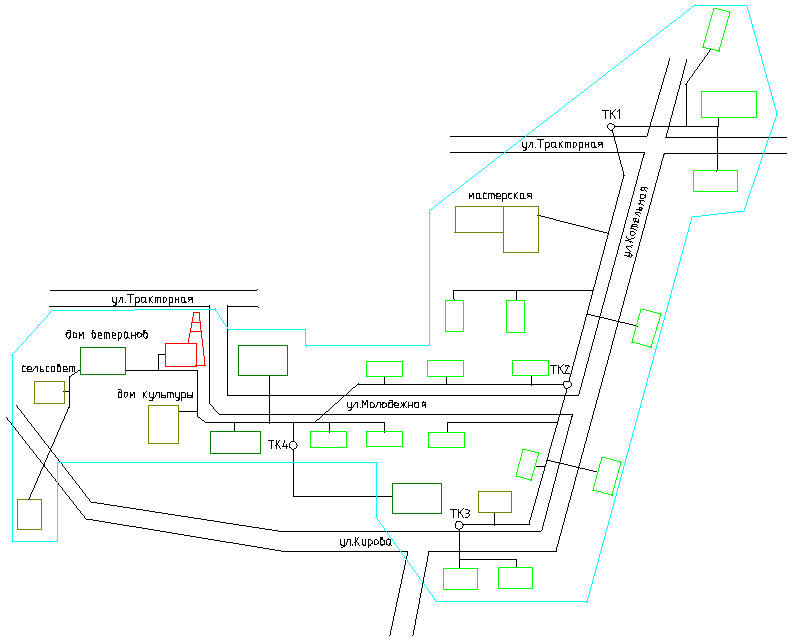 ТК1
ул.Тракторная
мастерская
ул.Котельная
ул.Тракторная
дом ветеранов
сельсовет
ТК2
дом культуры
ул.Молодежная
ТК4
ТК3
ул.Кирова